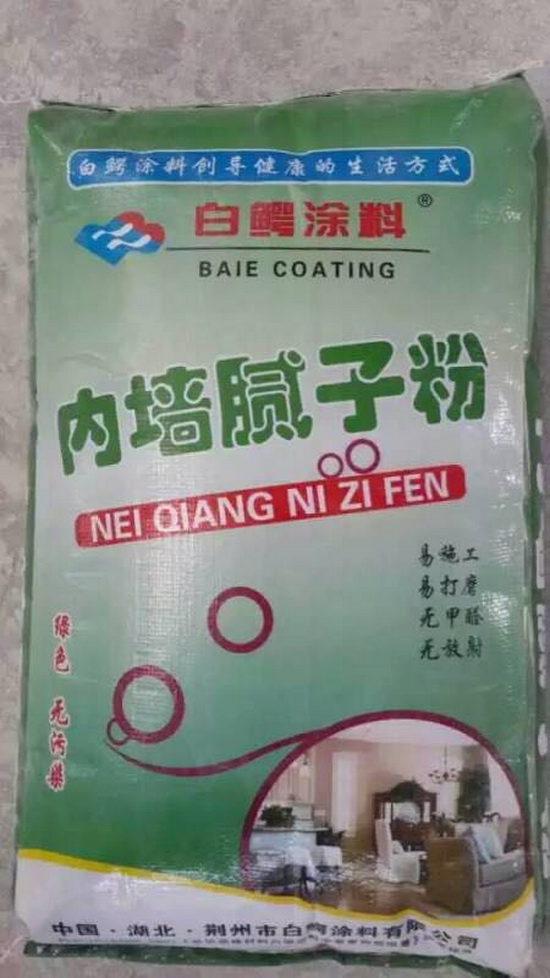 白鳄涂料创导健康的生活方式
白鳄涂料®
BAIE COATING
内墙腻子粉
NEI QIANG NI ZI FEN
易施工
易打磨
无甲醛
无放射
绿色 无污染
中国·湖北·荆州市白鳄涂料有限公司